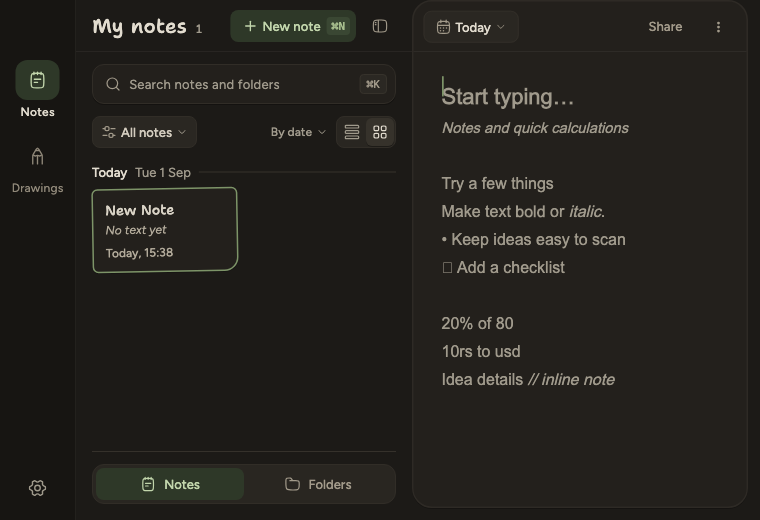 My notes 1
New note ⌘N
Search notes and folders ⌘K
All notes
By date
Today Tue 1 Sep
New Note
No text yet
Today, 15:38
Notes
Drawings
Notes
Folders
Today
Share
Start typing...
Notes and quick calculations
Try a few things
Make text bold or italic.
• Keep ideas easy to scan
☐ Add a checklist
20% of 80
10rs to usd
Idea details // inline note